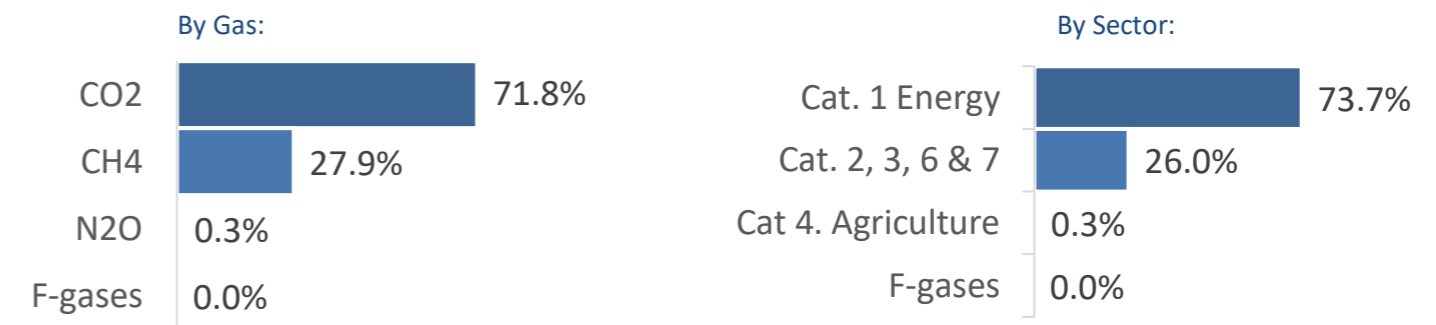 By Gas:
CO2 71.8%
CH4 27.9%
N2O 0.3%
F-gases 0.0%
By Sector:
Cat. 1 Energy 73.7%
Cat. 2, 3, 6 & 7 26.0%
Cat 4. Agriculture 0.3%
F-gases 0.0%